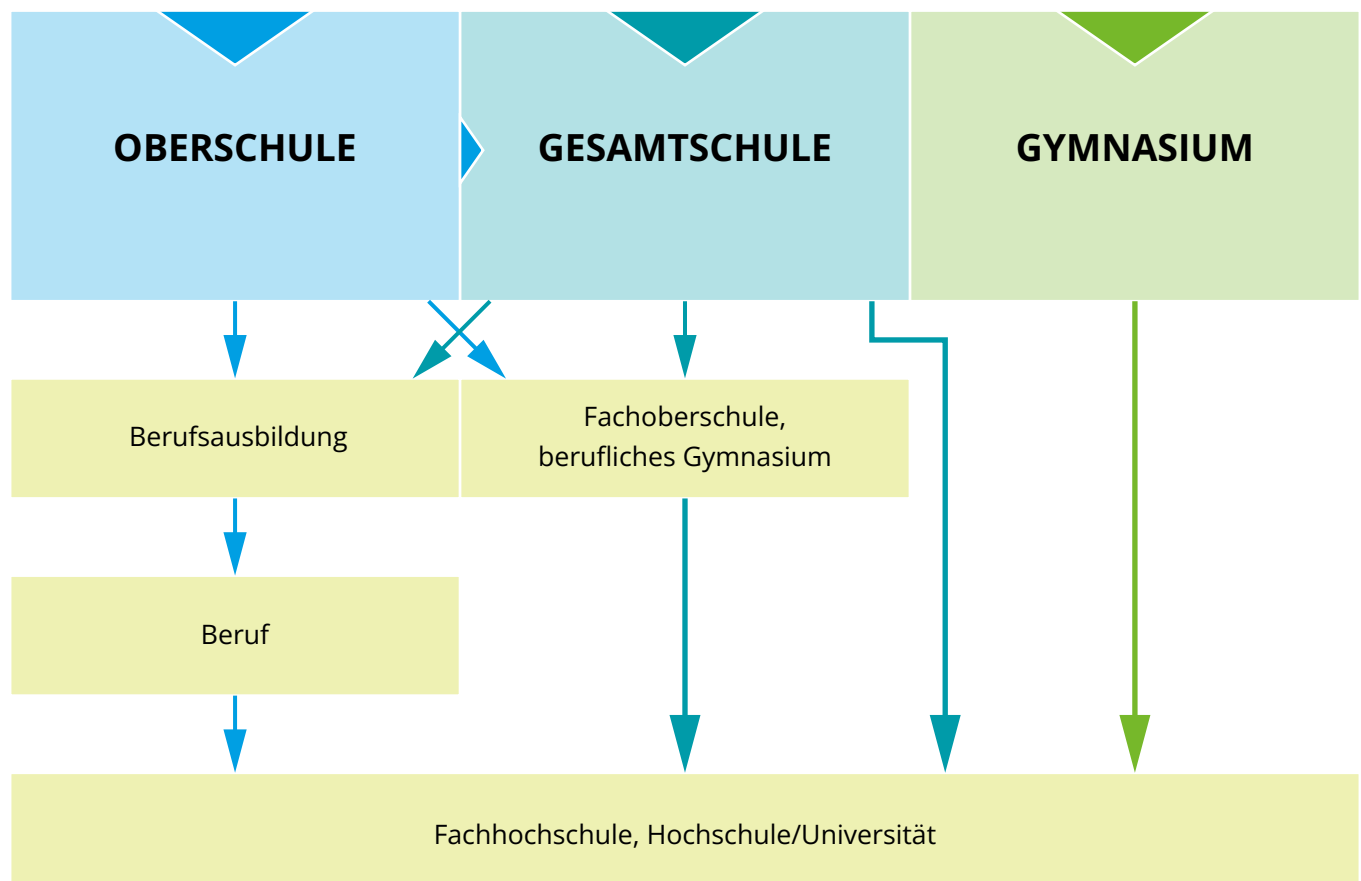 OBERSCHULE
GESAMTSCHULE
GYMNASIUM
Berufsausbildung
Fachoberschule,
berufliches Gymnasium
Beruf
Fachhochschule, Hochschule/Universität